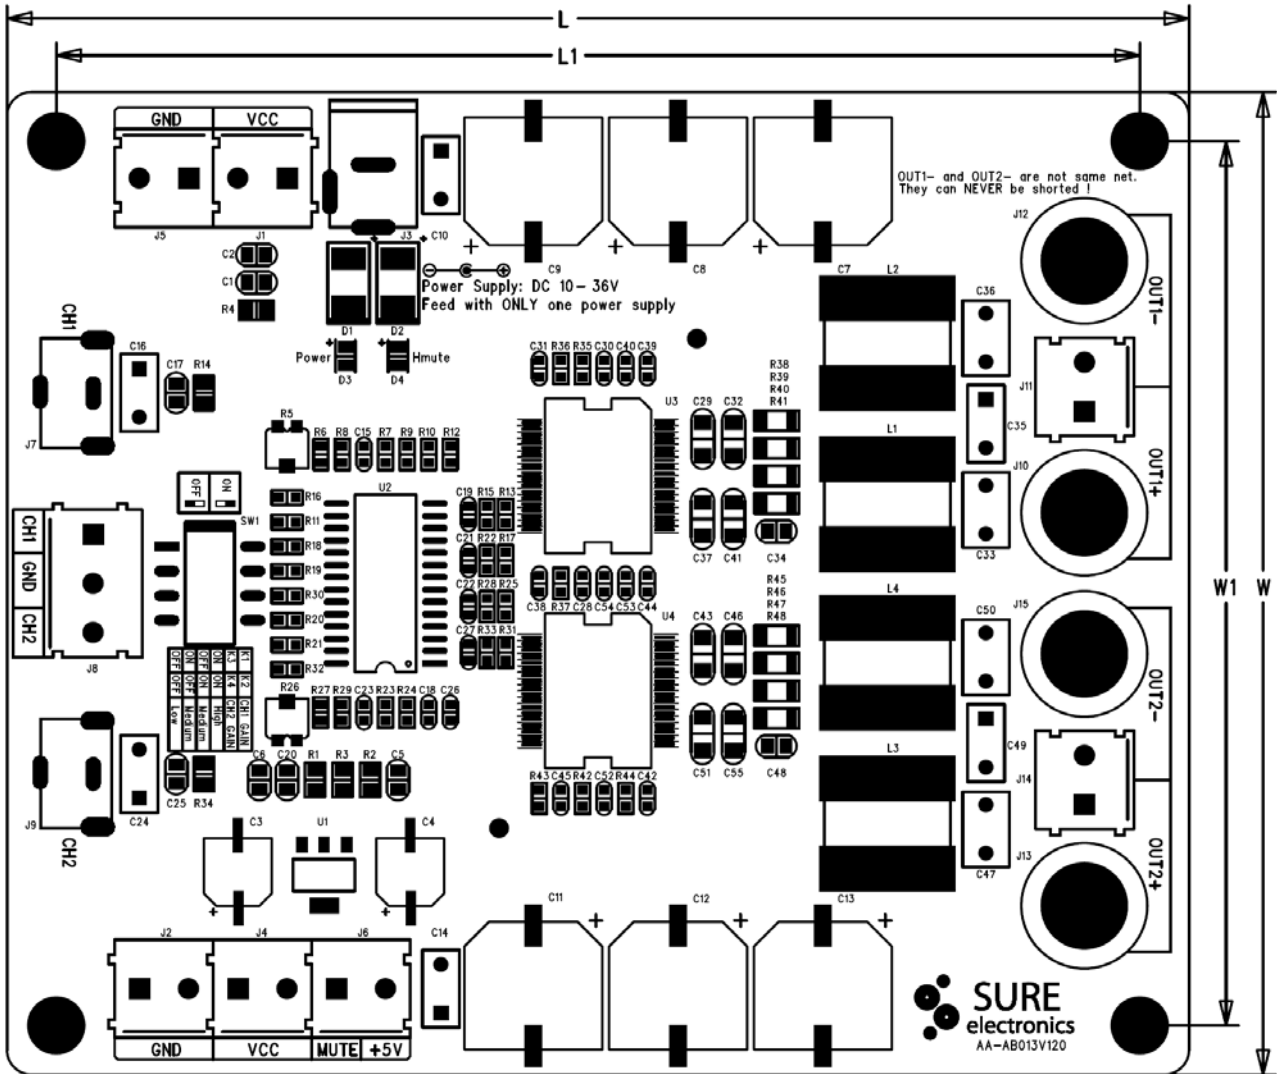 L
L1
GND VCC
J5 J1 J3 C10
C9 C8 C7 L2
OUT1- and OUT2- are not same net.
They can NEVER be shorted !
J12
OUT1-
C2
C1
R4
Power Supply: DC 10-36V
Feed with ONLY one power supply
D1 D2
Power Hmute
D3 D4
C36
CH1
C16 C17 R14
J7
C31 R36 R35 C30 C40 C39
R38
R39
R40
R41
U3 C29 C32
J11
C35
L1
J10
OUT1+
R5
R6 R8 C15 R7 R9 R10 R12
OFF ON
SW1
U2
R16
R11
R18
R19
R30
R20
R21
R32
C19 R15 R13
C21 R22 R17
C22 R28 R25
C27 R33 R31
C37 C41 C34
C33
CH1
GND
CH2
J8
C38 R37 C28 C54 C53 C44
R45
R46
R47
R48
U4 C43 C46
L4
C50
J15
W1 W
OUT2-
K1 K2 CH1 GAIN
K3 K4 CH2 GAIN
ON ON High
OFF ON Medium
ON OFF Medium
OFF OFF Low
R26
R27 R29 C23 R23 R24 C18 C26
C49
L3
C51 C55 C48
J14
C6 C20 R1 R3 R2 C5
R43 C45 R42 C52 R44 C42
J9
C24 C25 R34
CH2
C3 U1 C4
C47
J13
OUT2+
C11 C12 C13
J2 J4 J6 C14
GND VCC MUTE +5V
SURE
electronics
AA-AB013V120